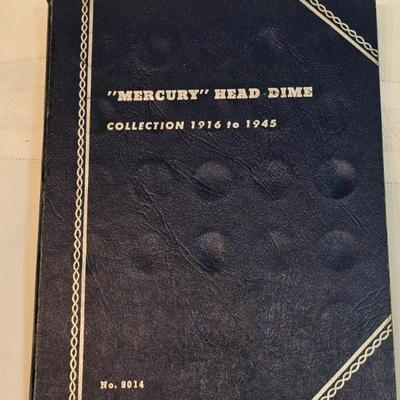 "MERCURY" HEAD DIME
COLLECTION 1916 to 1945
No. 9014